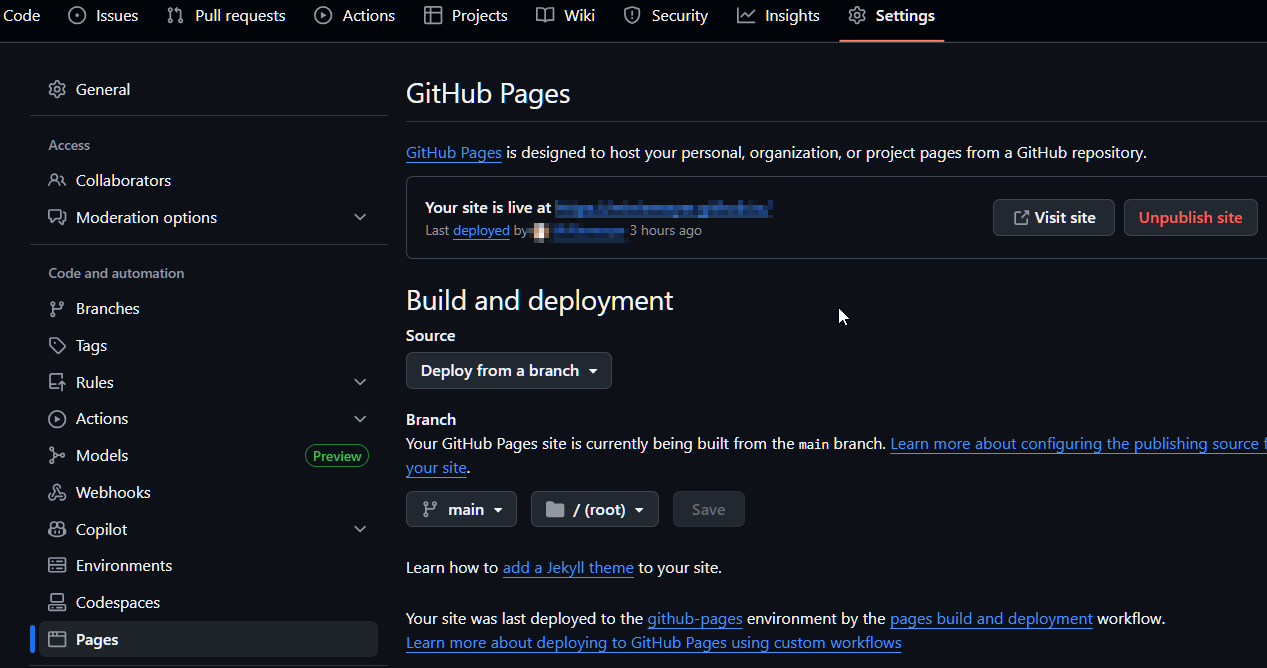 Code Issues Pull requests Actions Projects Wiki Security Insights Settings
General
Access
Collaborators
Moderation options
Code and automation
Branches
Tags
Rules
Actions
Models Preview
Webhooks
Copilot
Environments
Codespaces
Pages
GitHub Pages
GitHub Pages is designed to host your personal, organization, or project pages from a GitHub repository.
Your site is live at
Last deployed by 3 hours ago
Visit site Unpublish site
Build and deployment
Source
Deploy from a branch
Branch
Your GitHub Pages site is currently being built from the main branch. Learn more about configuring the publishing source
your site.
main / (root) Save
Learn how to add a Jekyll theme to your site.
Your site was last deployed to the github-pages environment by the pages build and deployment workflow.
Learn more about deploying to GitHub Pages using custom workflows